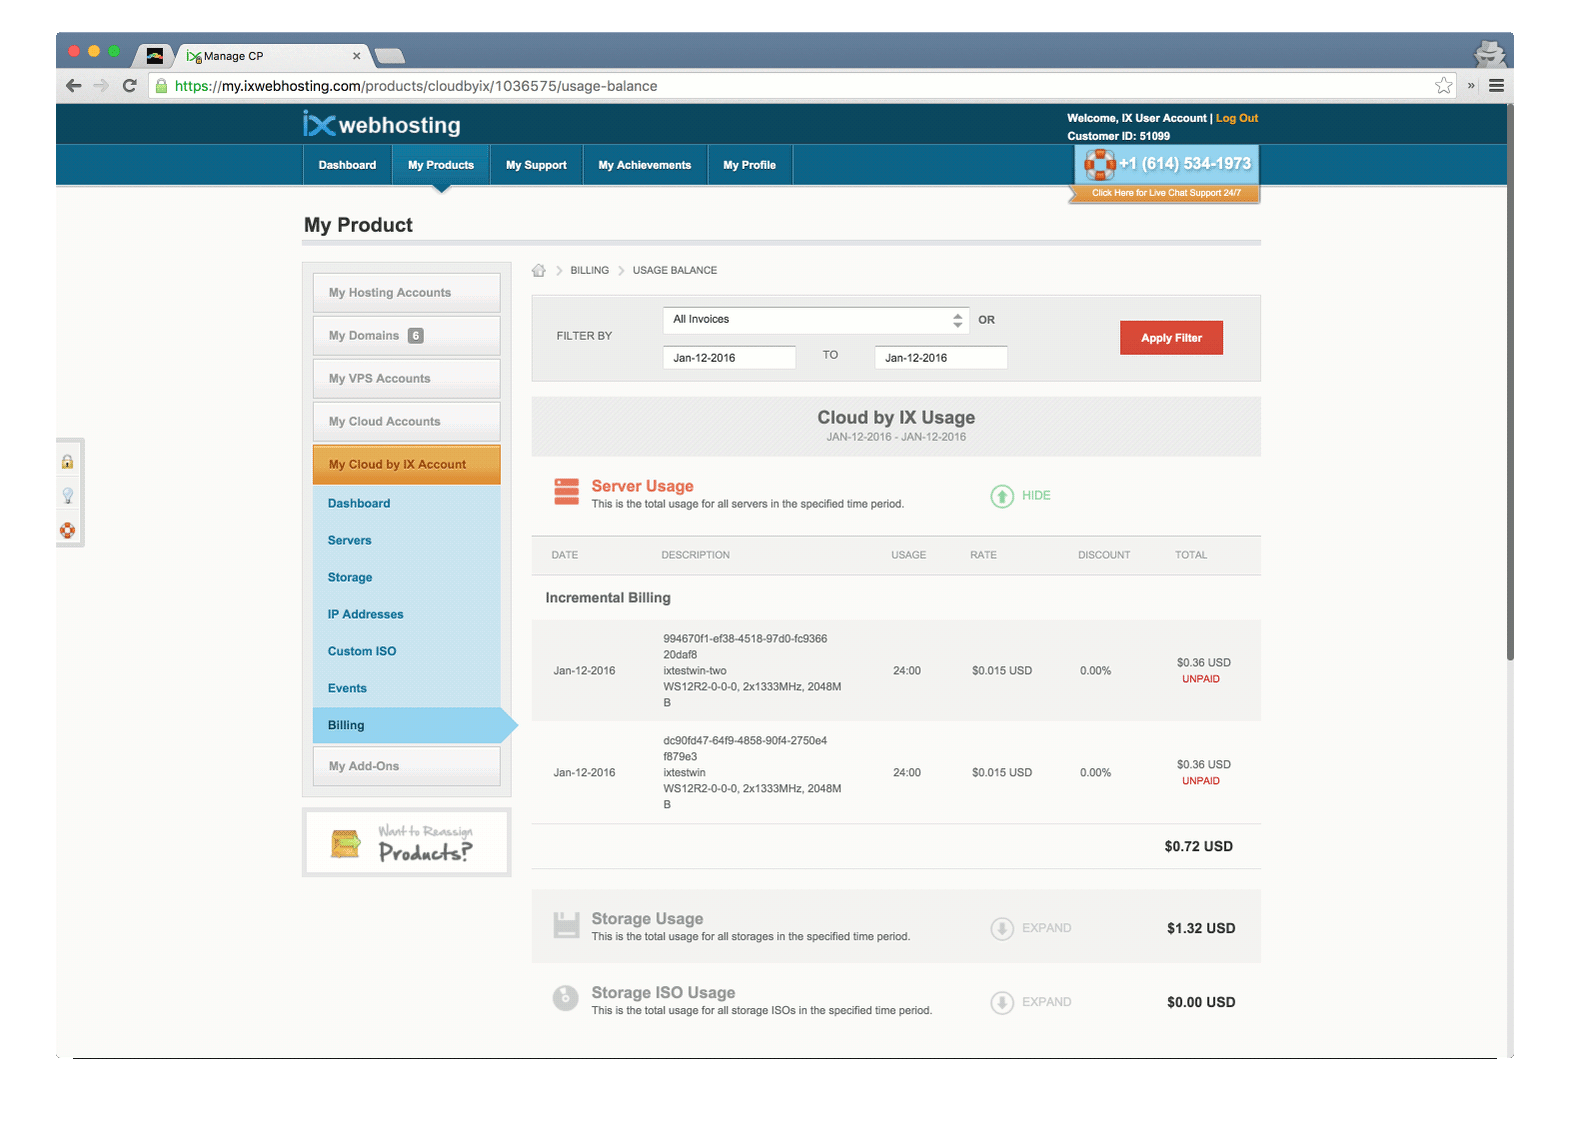 Manage CP
https://my.ixwebhosting.com/products/cloudbyix/1036575/usage-balance
ix webhosting
Welcome, IX User Account | Log Out
Customer ID: 51099
Dashboard My Products My Support My Achievements My Profile
+1 (614) 534-1973
Click Here for Live Chat Support 24/7
My Product
My Hosting Accounts
My Domains 6
My VPS Accounts
My Cloud Accounts
My Cloud by IX Account
Dashboard
Servers
Storage
IP Addresses
Custom ISO
Events
Billing
My Add-Ons
Want to Reassign
Products?
BILLING USAGE BALANCE
FILTER BY
All Invoices OR
Jan-12-2016 TO Jan-12-2016
Apply Filter
Cloud by IX Usage
JAN-12-2016 - JAN-12-2016
Server Usage
This is the total usage for all servers in the specified time period.
HIDE
DATE DESCRIPTION USAGE RATE DISCOUNT TOTAL
Incremental Billing
994670f1-ef38-4518-97d0-fc9366
20daf8
Jan-12-2016 ixtestwin-two 24:00 $0.015 USD 0.00% $0.36 USD
UNPAID
WS12R2-0-0-0, 2x1333MHz, 2048M
B
dc90fd47-64f9-4858-90f4-2750e4
f879e3
Jan-12-2016 ixtestwin 24:00 $0.015 USD 0.00% $0.36 USD
UNPAID
WS12R2-0-0-0, 2x1333MHz, 2048M
B
$0.72 USD
Storage Usage
This is the total usage for all storages in the specified time period.
EXPAND $1.32 USD
Storage ISO Usage
This is the total usage for all storage ISOs in the specified time period.
EXPAND $0.00 USD